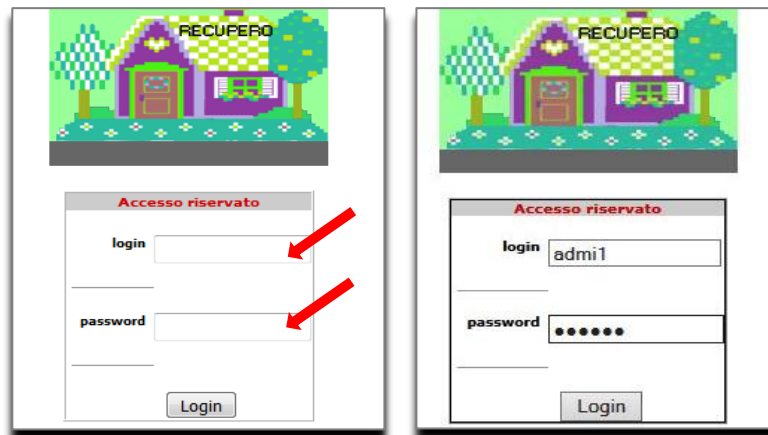 RECUPERO
Accesso riservato
login
password
Login
RECUPERO
Accesso riservato
login admi1
password ●●●●●●
Login